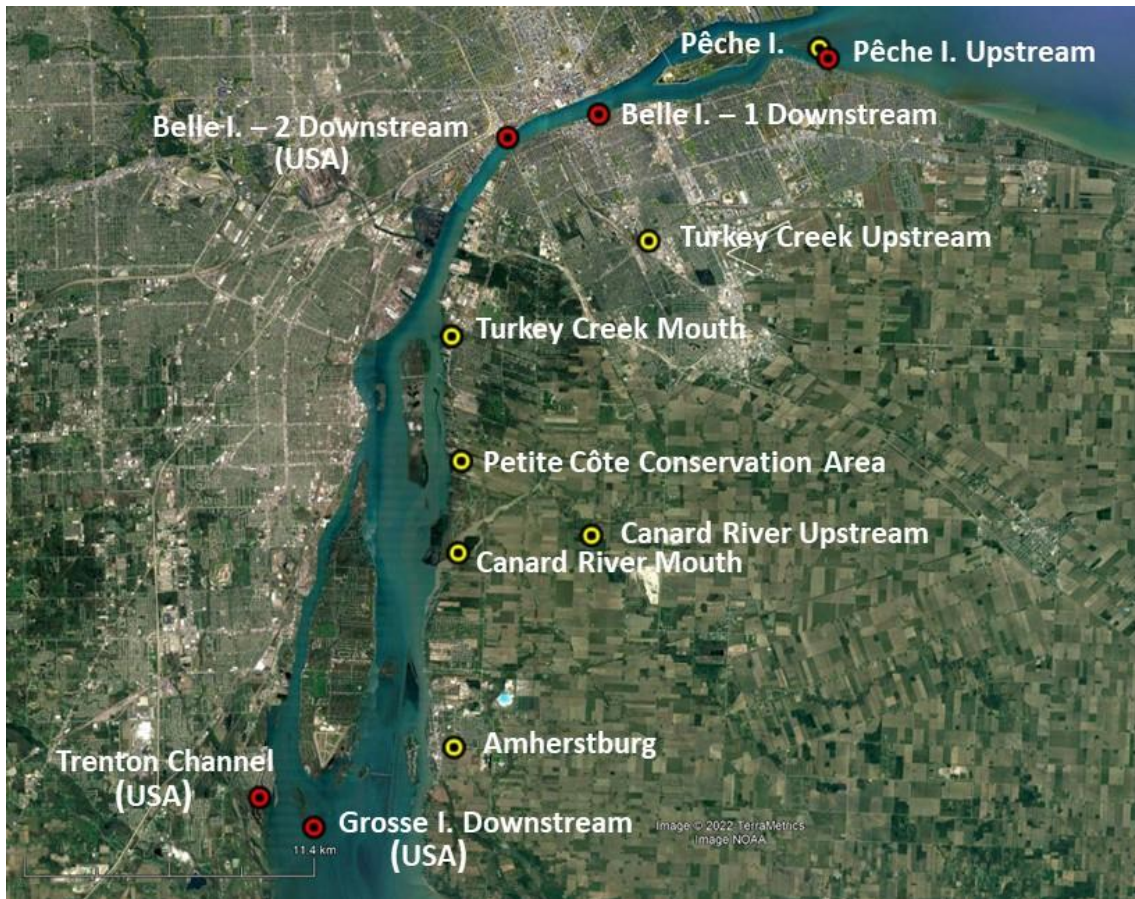 Pêche I.
Pêche I. Upstream
Belle I. – 2 Downstream
(USA)
Belle I. – 1 Downstream
Turkey Creek Upstream
Turkey Creek Mouth
Petite Côte Conservation Area
Canard River Upstream
Canard River Mouth
Amherstburg
Trenton Channel
(USA)
Grosse I. Downstream
(USA)
Image © 2022 TerraMetrics
Image NOAA
11.4 km